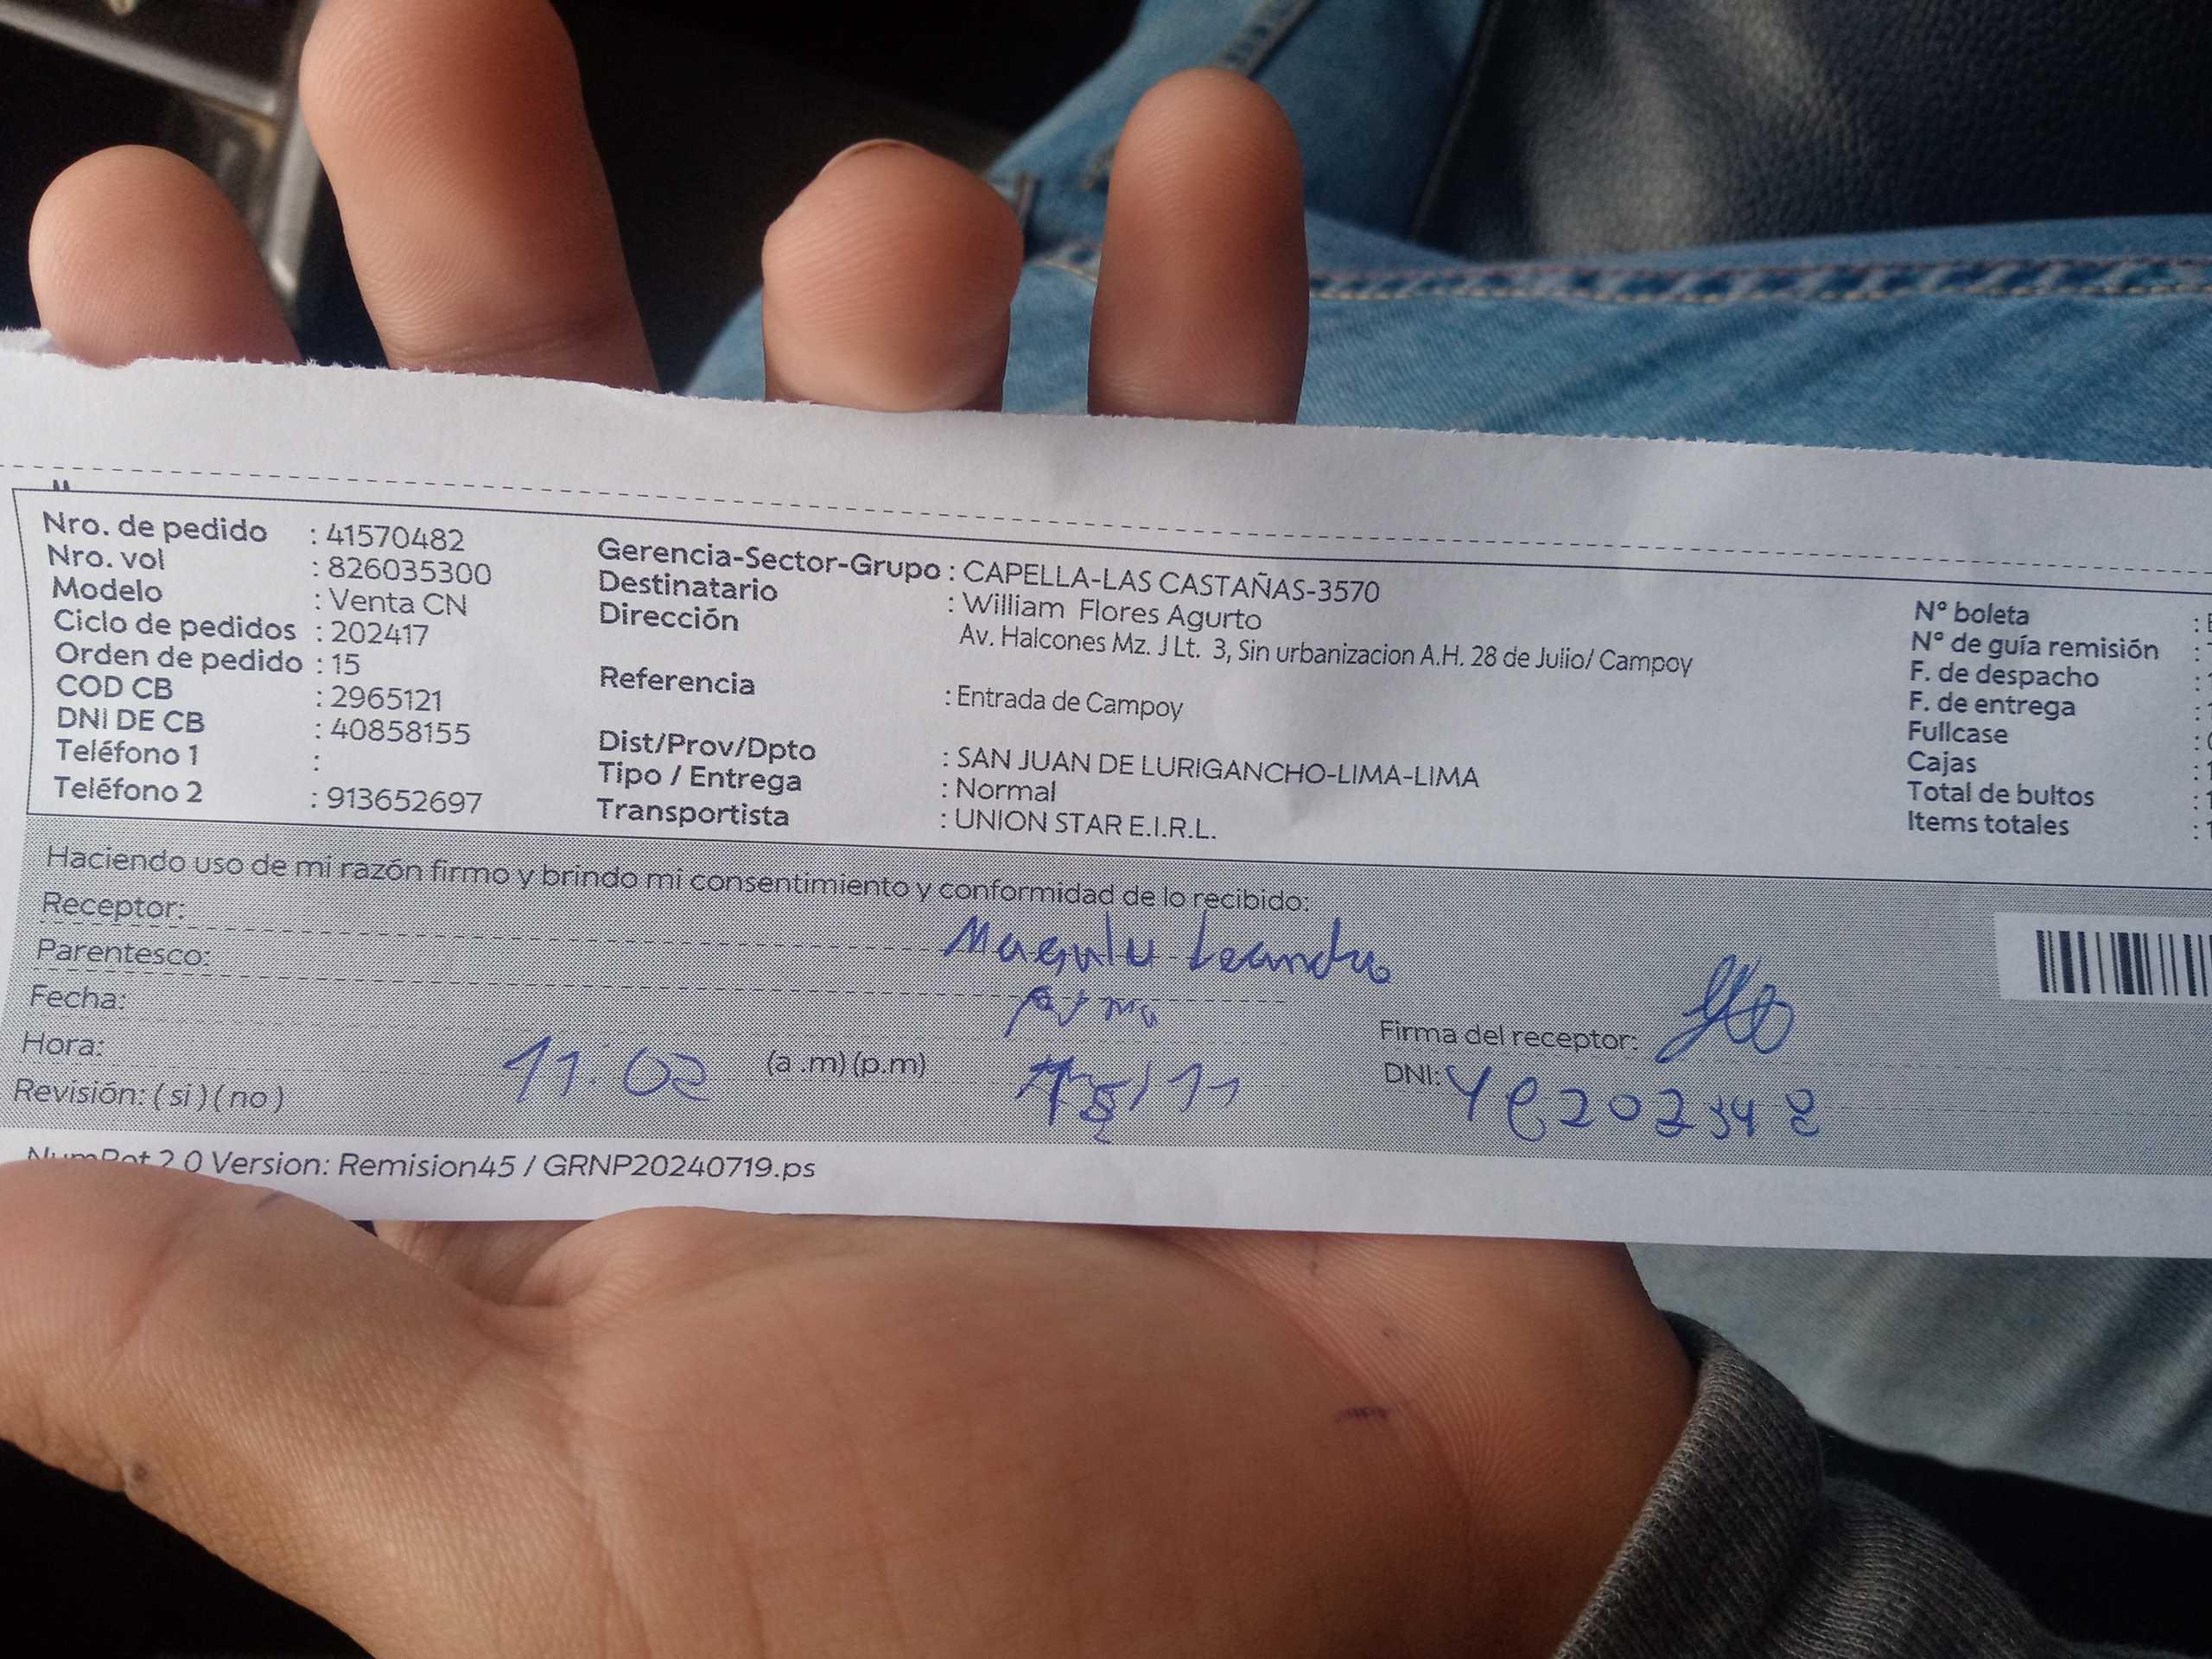 Nro. de pedido : 41570482
Nro. vol : 826035300
Modelo : Venta CN
Ciclo de pedidos : 202417
Orden de pedido : 15
COD CB : 2965121
DNI DE CB : 40858155
Teléfono 1 :
Teléfono 2 : 913652697
Gerencia-Sector-Grupo : CAPELLA-LAS CASTAÑAS-3570
Destinatario : William Flores Agurto
Dirección Av. Halcones Mz. J Lt. 3, Sin urbanizacion A.H. 28 de Julio/ Campoy
Referencia : Entrada de Campoy
Dist/Prov/Dpto : SAN JUAN DE LURIGANCHO-LIMA-LIMA
Tipo / Entrega : Normal
Transportista : UNION STAR E.I.R.L.
N° boleta :
N° de guía remisión :
F. de despacho :
F. de entrega :
Fullcase :
Cajas :
Total de bultos :
Items totales :
Haciendo uso de mi razón firmo y brindo mi consentimiento y conformidad de lo recibido:
Receptor:
Parentesco:
Fecha:
Hora: 11:02 (a .m) (p.m)
Revisión: ( si ) ( no )
Firma del receptor:
DNI:
2.0 Version: Remision45 / GRNP20240719.ps